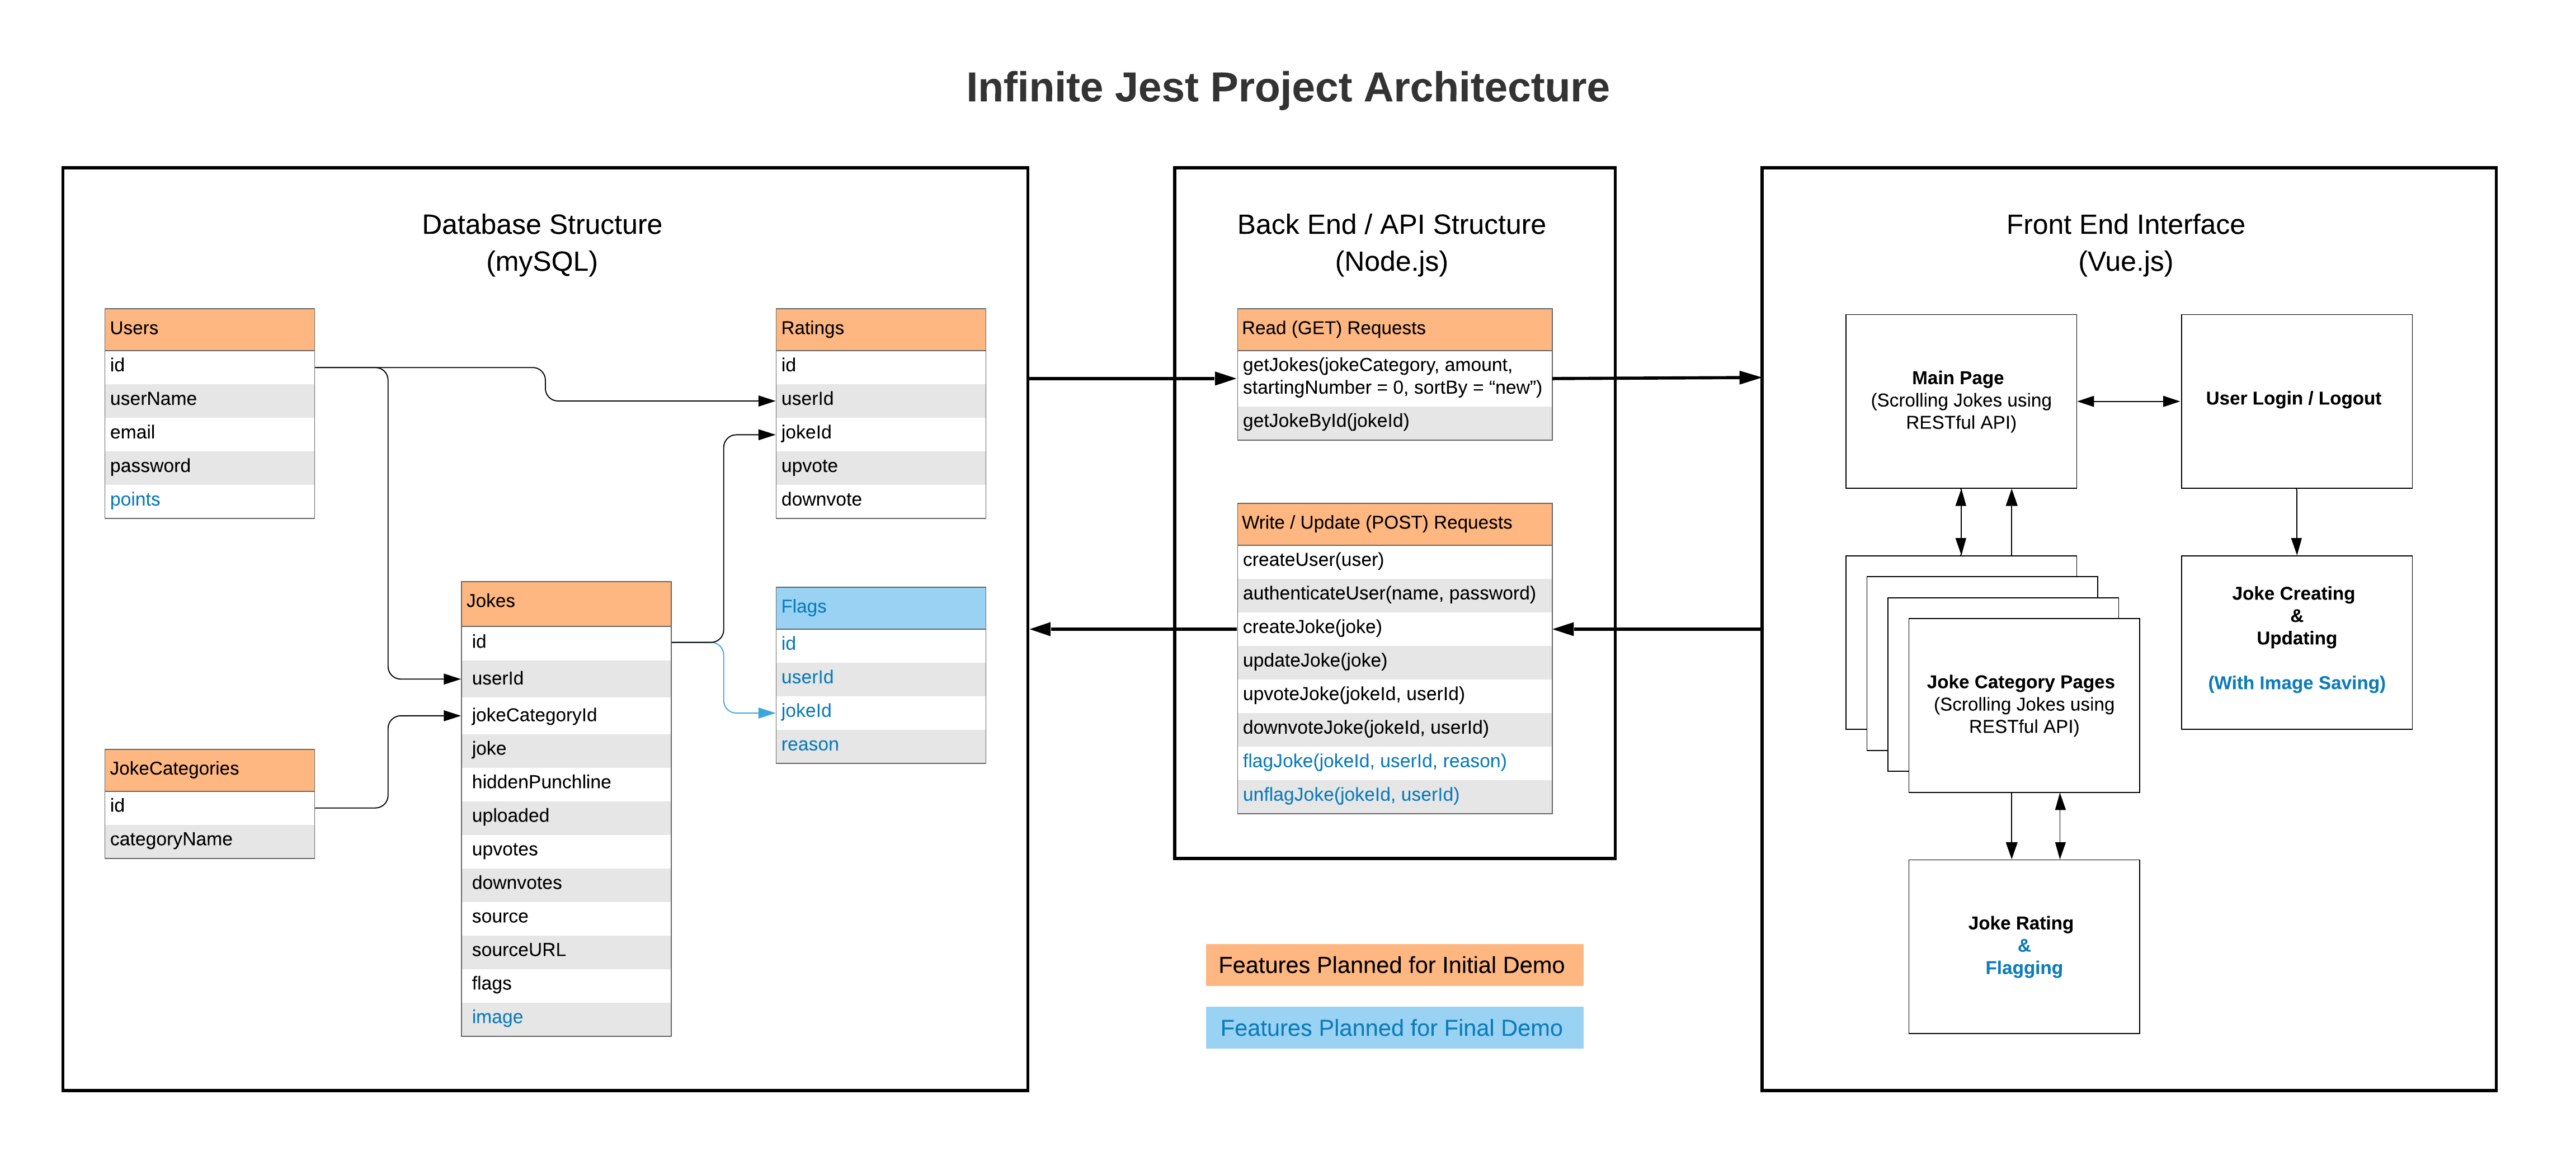 Infinite Jest Project Architecture
Database Structure
(mySQL)
Users
id
userName
email
password
points
Ratings
id
userId
jokeId
upvote
downvote
Jokes
id
userId
jokeCategoryId
joke
hiddenPunchline
uploaded
upvotes
downvotes
source
sourceURL
flags
image
Flags
id
userId
jokeId
reason
JokeCategories
id
categoryName
Back End / API Structure
(Node.js)
Read (GET) Requests
getJokes(jokeCategory, amount,
startingNumber = 0, sortBy = “new”)
getJokeById(jokeId)
Write / Update (POST) Requests
createUser(user)
authenticateUser(name, password)
createJoke(joke)
updateJoke(joke)
upvoteJoke(jokeId, userId)
downvoteJoke(jokeId, userId)
flagJoke(jokeId, userId, reason)
unflagJoke(jokeId, userId)
Features Planned for Initial Demo
Features Planned for Final Demo
Front End Interface
(Vue.js)
Main Page
(Scrolling Jokes using
RESTful API)
User Login / Logout
Joke Category Pages
(Scrolling Jokes using
RESTful API)
Joke Creating
&
Updating
(With Image Saving)
Joke Rating
&
Flagging